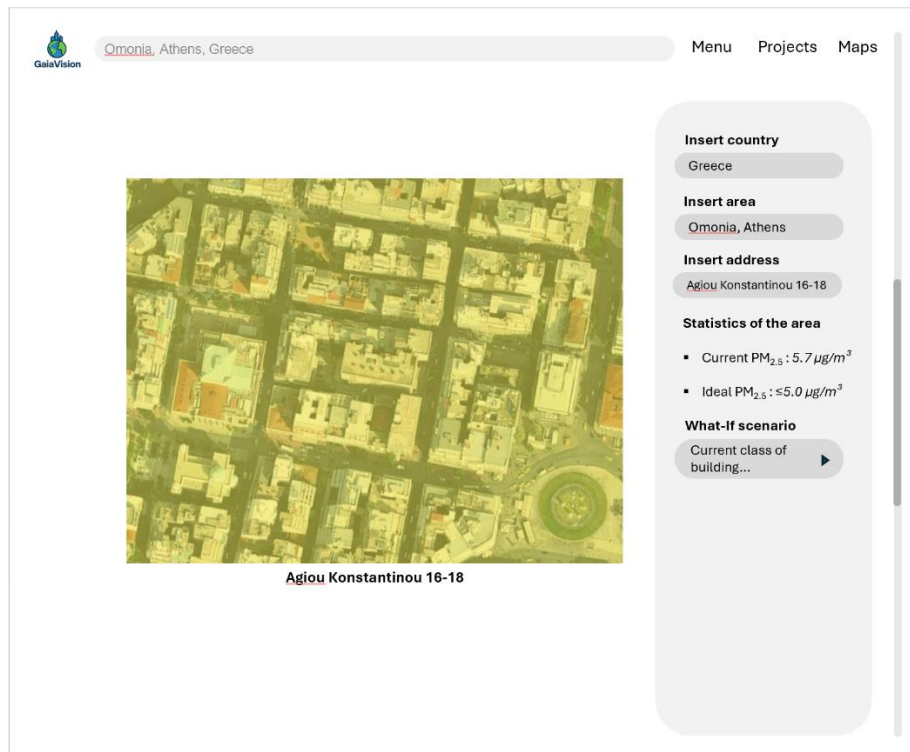 GaiaVision
Omonia, Athens, Greece
Menu Projects Maps
Insert country
Greece
Insert area
Omonia, Athens
Insert address
Agiou Konstantinou 16-18
Statistics of the area
▪ Current PM₂.₅ : 5.7 μg/m³
▪ Ideal PM₂.₅ : ≤5.0 μg/m³
What-If scenario
Current class of
building...
Agiou Konstantinou 16-18